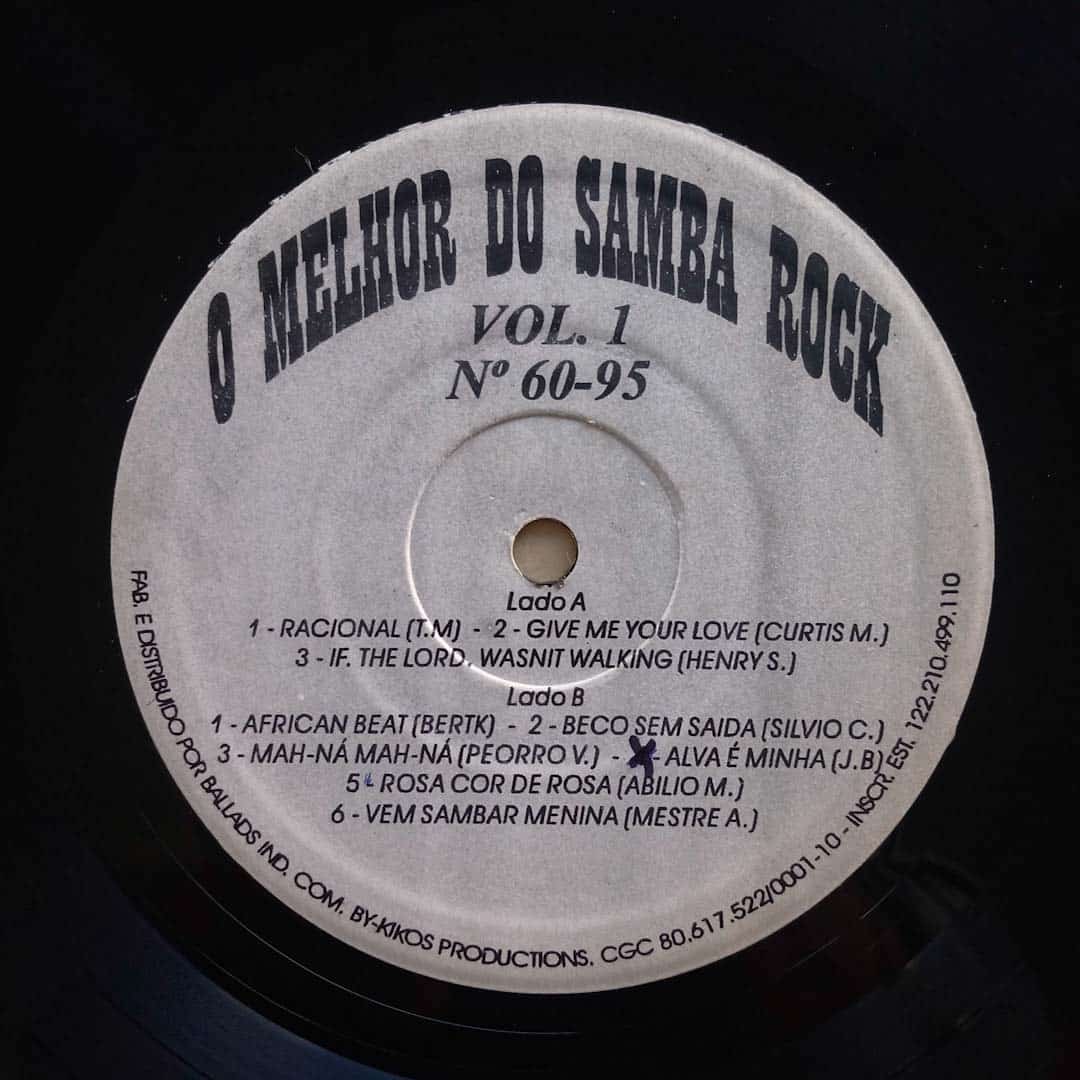 O MELHOR DO SAMBA ROCK
VOL. 1
Nº 60-95
Lado A
1 - RACIONAL (T.M) - 2 - GIVE ME YOUR LOVE (CURTIS M.)
3 - IF. THE LORD. WASNIT WALKING (HENRY S.)
Lado B
1 - AFRICAN BEAT (BERTK) - 2 - BECO SEM SAIDA (SILVIO C.)
3 - MAH-NÁ MAH-NÁ (PEORRO V.) - - ALVA É MINHA (J.B)
5 - ROSA COR DE ROSA (ABILIO M.)
6 - VEM SAMBAR MENINA (MESTRE A.)
FAB. E DISTRIBUIDO POR BALLADS IND. COM. BY-KIKOS PRODUCTIONS. CGC 80.617.522/0001-10 - INSCR. EST. 122.210.499.110